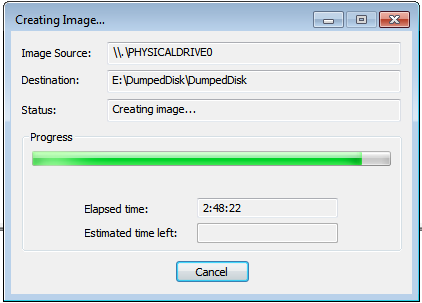 Creating Image...
Image Source: \\.\PHYSICALDRIVE0
Destination: E:\DumpedDisk\DumpedDisk
Status: Creating image...
Progress
Elapsed time: 2:48:22
Estimated time left:
Cancel